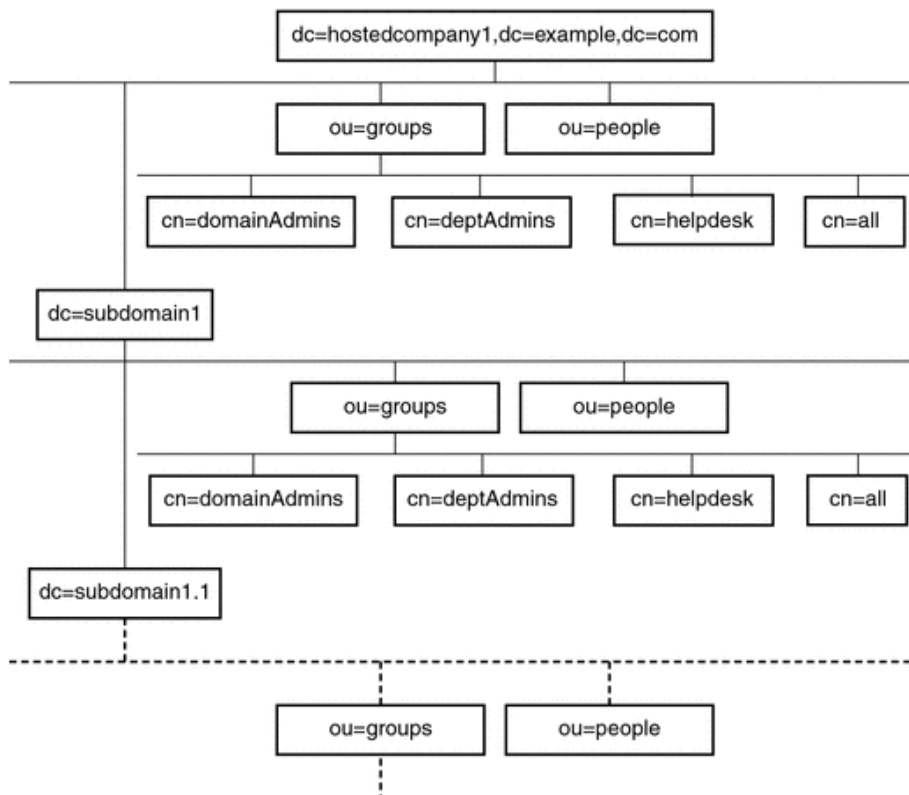 dc=hostedcompany1,dc=example,dc=com
ou=groups
ou=people
cn=domainAdmins
cn=deptAdmins
cn=helpdesk
cn=all
dc=subdomain1
ou=groups
ou=people
cn=domainAdmins
cn=deptAdmins
cn=helpdesk
cn=all
dc=subdomain1.1
ou=groups
ou=people